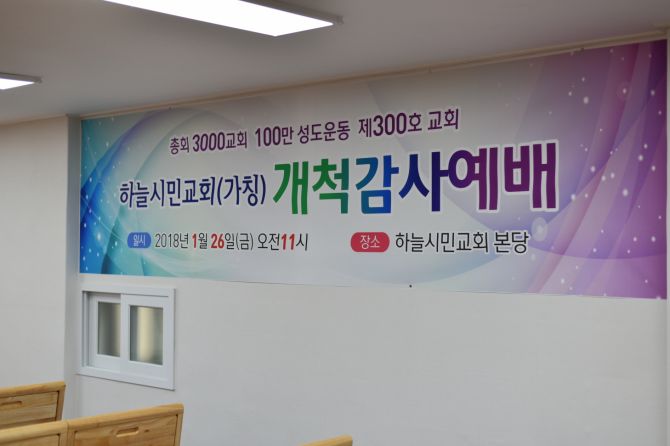 총회 3000교회 100만 성도운동 제300호 교회
하늘시민교회(가칭) 개척감사예배
일시 2018년 1월 26일(금) 오전11시 장소 하늘시민교회 본당